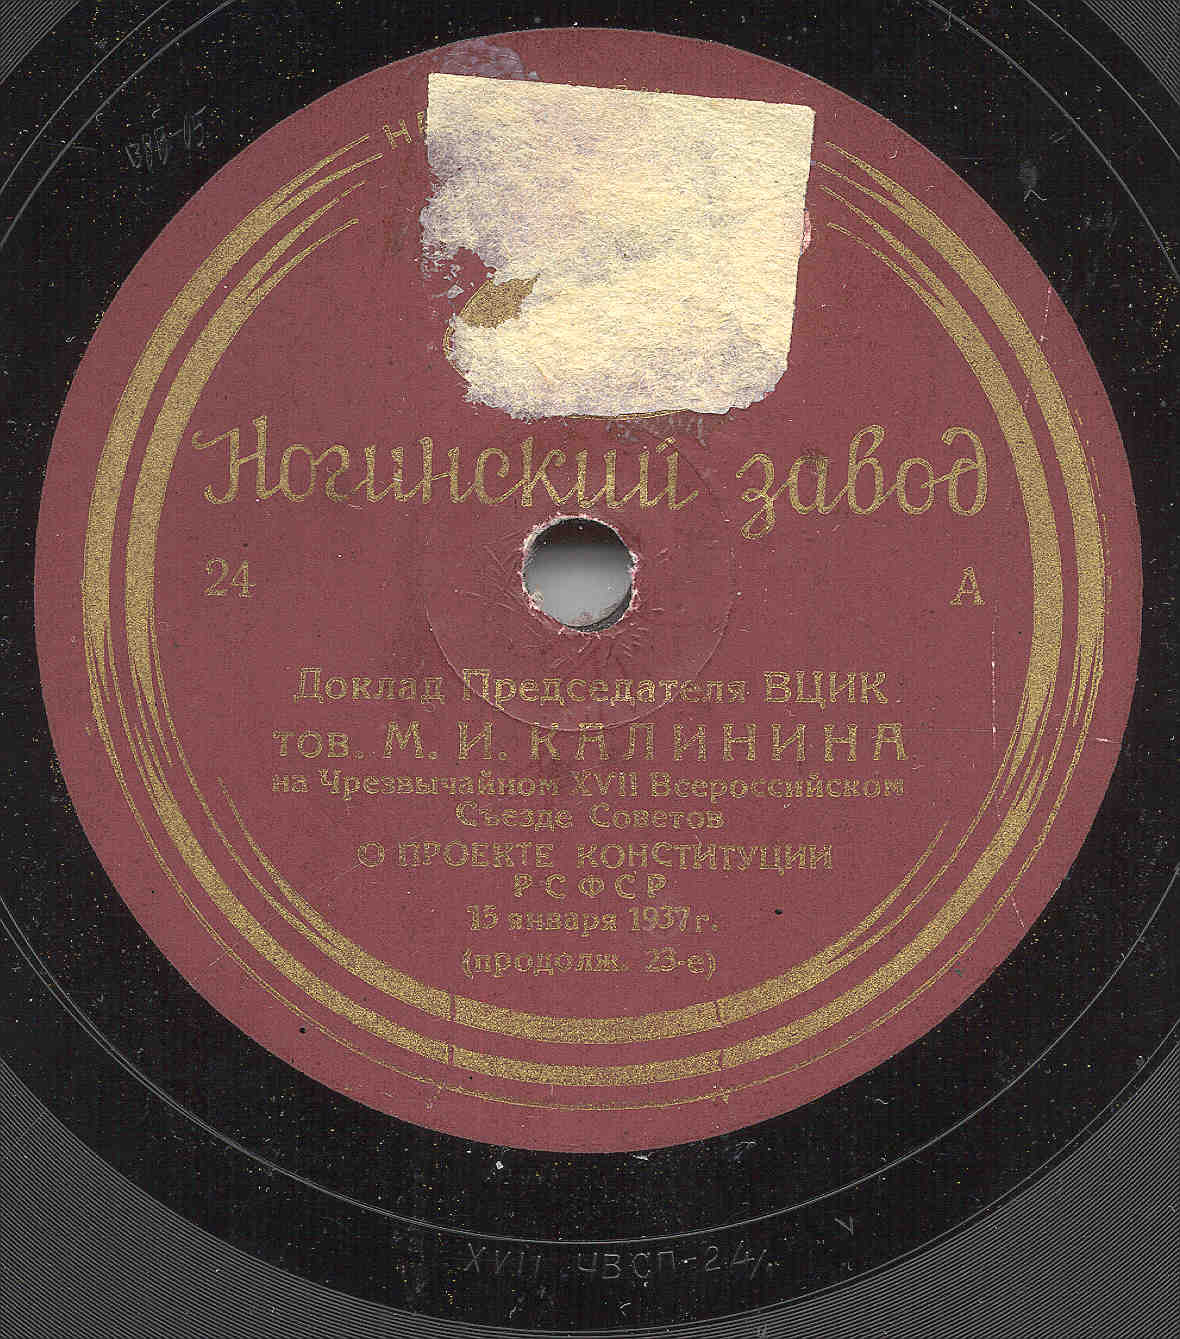 Ногинский завод
24
А
Доклад Председателя ВЦИК
тов. М. И. КАЛИНИНА
на Чрезвычайном XVII Всероссийском
Съезде Советов
О ПРОЕКТЕ КОНСТИТУЦИИ
РСФСР
15 января 1937 г.
(продолж. 23-е)
XVII ЧВСП-24/.